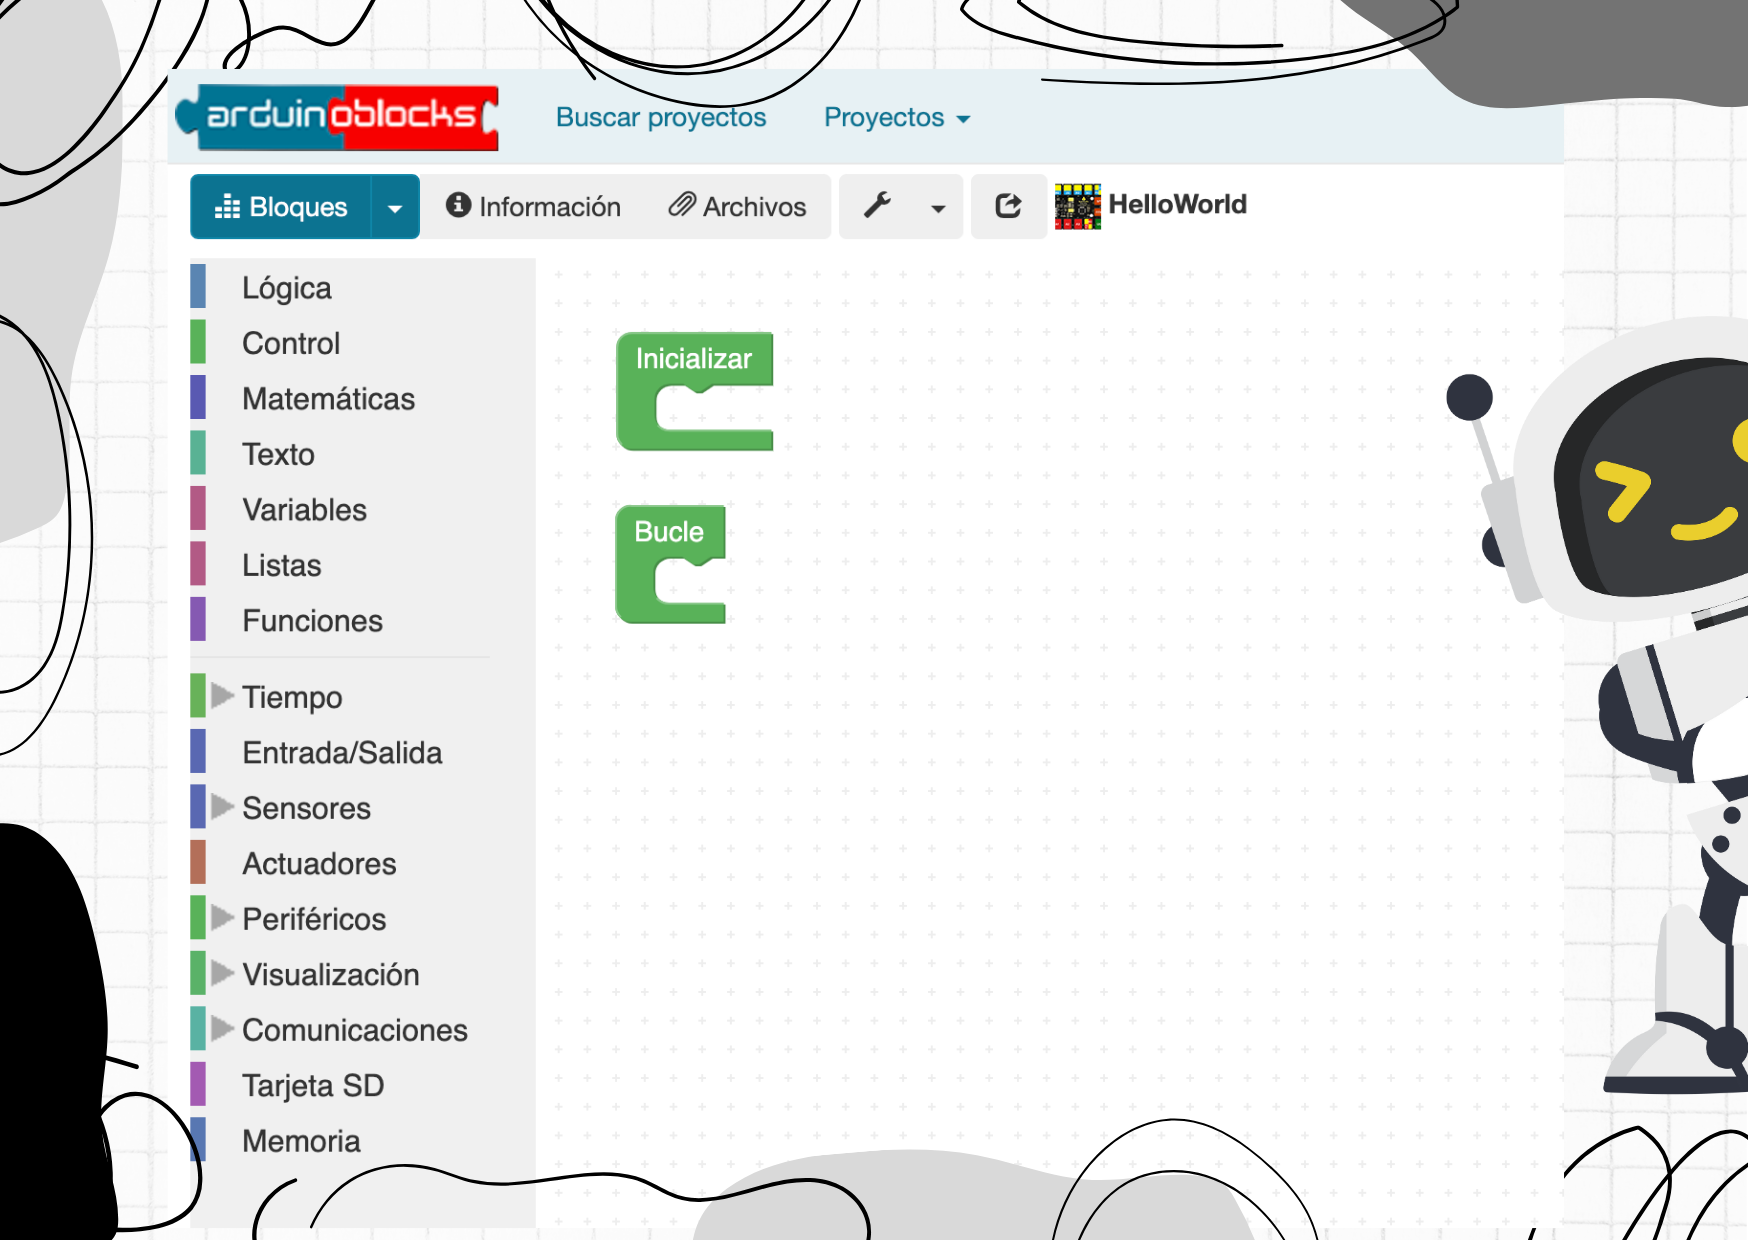 arduinoblocks Buscar proyectos Proyectos
Bloques Información Archivos HelloWorld
Lógica
Control
Matemáticas
Texto
Variables
Listas
Funciones
Tiempo
Entrada/Salida
Sensores
Actuadores
Periféricos
Visualización
Comunicaciones
Tarjeta SD
Memoria
Inicializar
Bucle